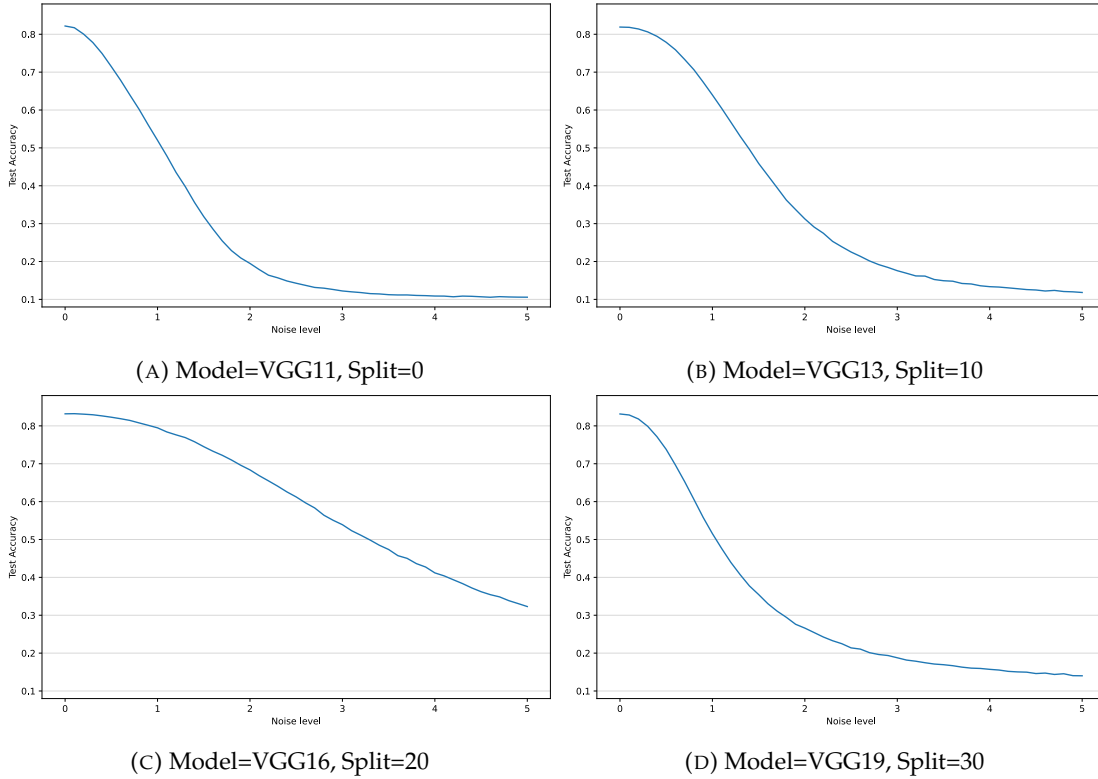 0.8
0.7
0.6
0.5
0.4
0.3
0.2
0.1
Test Accuracy
0 1 2 3 4 5
Noise level
(A) Model=VGG11, Split=0
0.8
0.7
0.6
0.5
0.4
0.3
0.2
0.1
Test Accuracy
0 1 2 3 4 5
Noise level
(B) Model=VGG13, Split=10
0.8
0.7
0.6
0.5
0.4
0.3
0.2
0.1
Test Accuracy
0 1 2 3 4 5
Noise level
(C) Model=VGG16, Split=20
0.8
0.7
0.6
0.5
0.4
0.3
0.2
0.1
Test Accuracy
0 1 2 3 4 5
Noise level
(D) Model=VGG19, Split=30